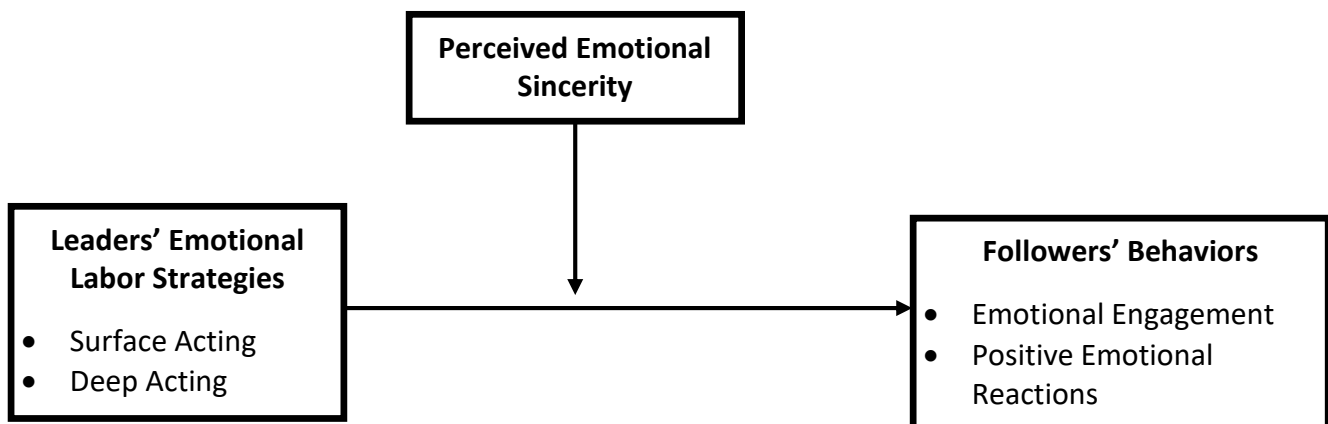 Perceived Emotional
Sincerity
Leaders’ Emotional
Labor Strategies
• Surface Acting
• Deep Acting
Followers’ Behaviors
• Emotional Engagement
• Positive Emotional
Reactions